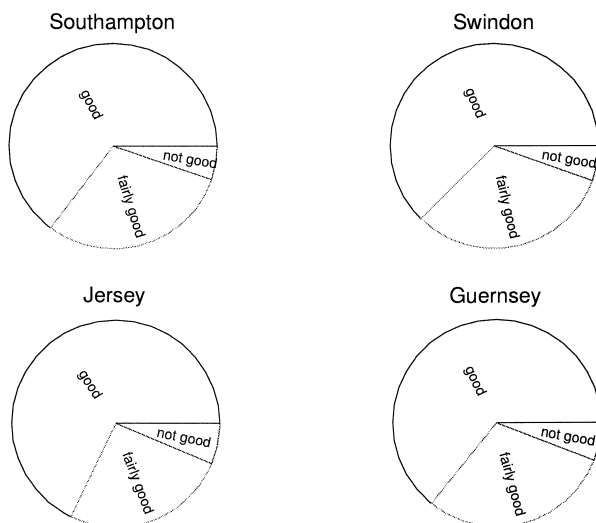 Southampton
good
not good
fairly good
Swindon
good
not good
fairly good
Jersey
good
not good
fairly good
Guernsey
good
not good
fairly good